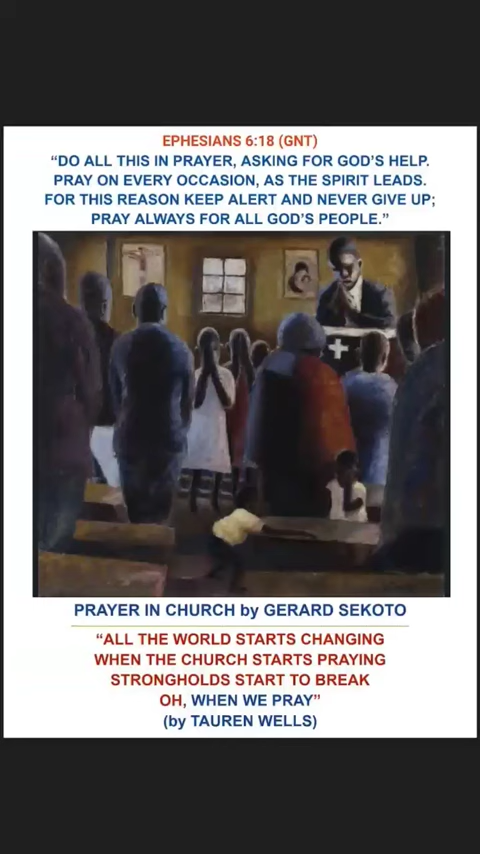 EPHESIANS 6:18 (GNT)
“DO ALL THIS IN PRAYER, ASKING FOR GOD’S HELP.
PRAY ON EVERY OCCASION, AS THE SPIRIT LEADS.
FOR THIS REASON KEEP ALERT AND NEVER GIVE UP;
PRAY ALWAYS FOR ALL GOD’S PEOPLE.”
PRAYER IN CHURCH by GERARD SEKOTO
“ALL THE WORLD STARTS CHANGING
WHEN THE CHURCH STARTS PRAYING
STRONGHOLDS START TO BREAK
OH, WHEN WE PRAY”
(by TAUREN WELLS)